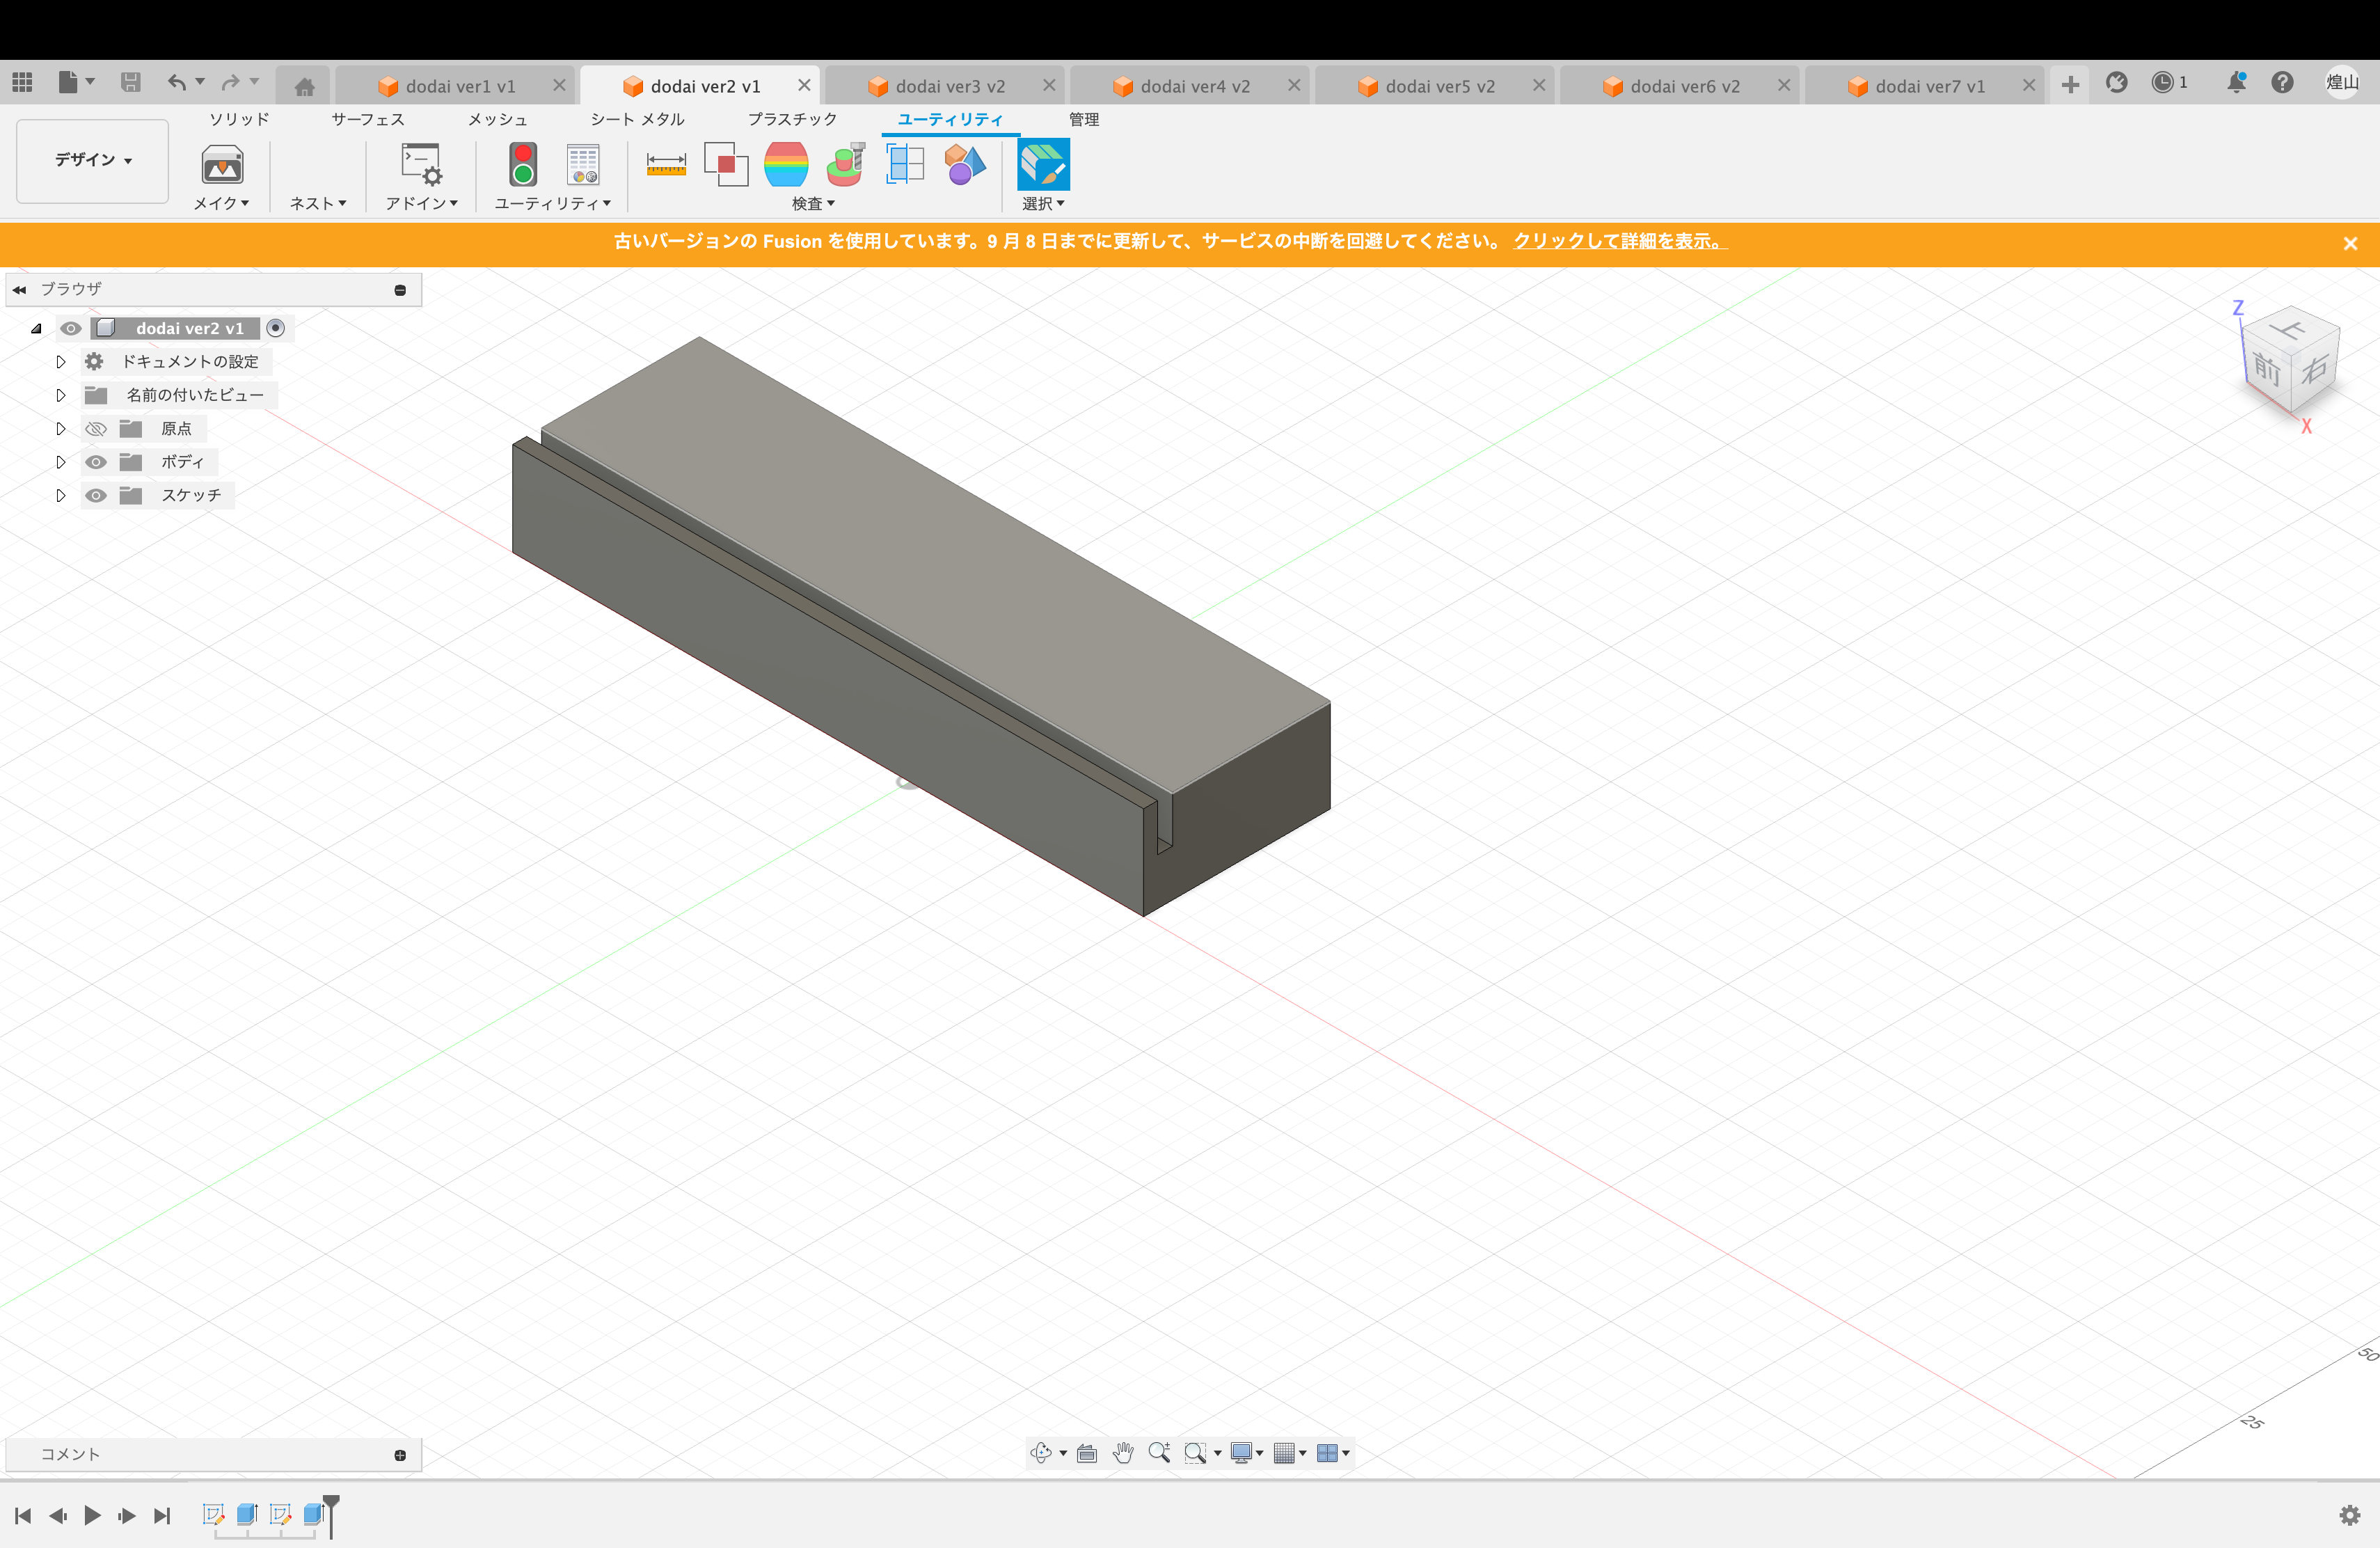 dodai ver1 v1
dodai ver2 v1
dodai ver3 v2
dodai ver4 v2
dodai ver5 v2
dodai ver6 v2
dodai ver7 v1
1
煌山
デザイン
ソリッド
サーフェス
メッシュ
シート メタル
プラスチック
ユーティリティ
管理
メイク
ネスト
アドイン
ユーティリティ
検査
選択
古いバージョンの Fusion を使用しています。9 月 8 日までに更新して、サービスの中断を回避してください。 クリックして詳細を表示。
ブラウザ
dodai ver2 v1
ドキュメントの設定
名前の付いたビュー
原点
ボディ
スケッチ
Z
上
前
右
X
50
25
コメント